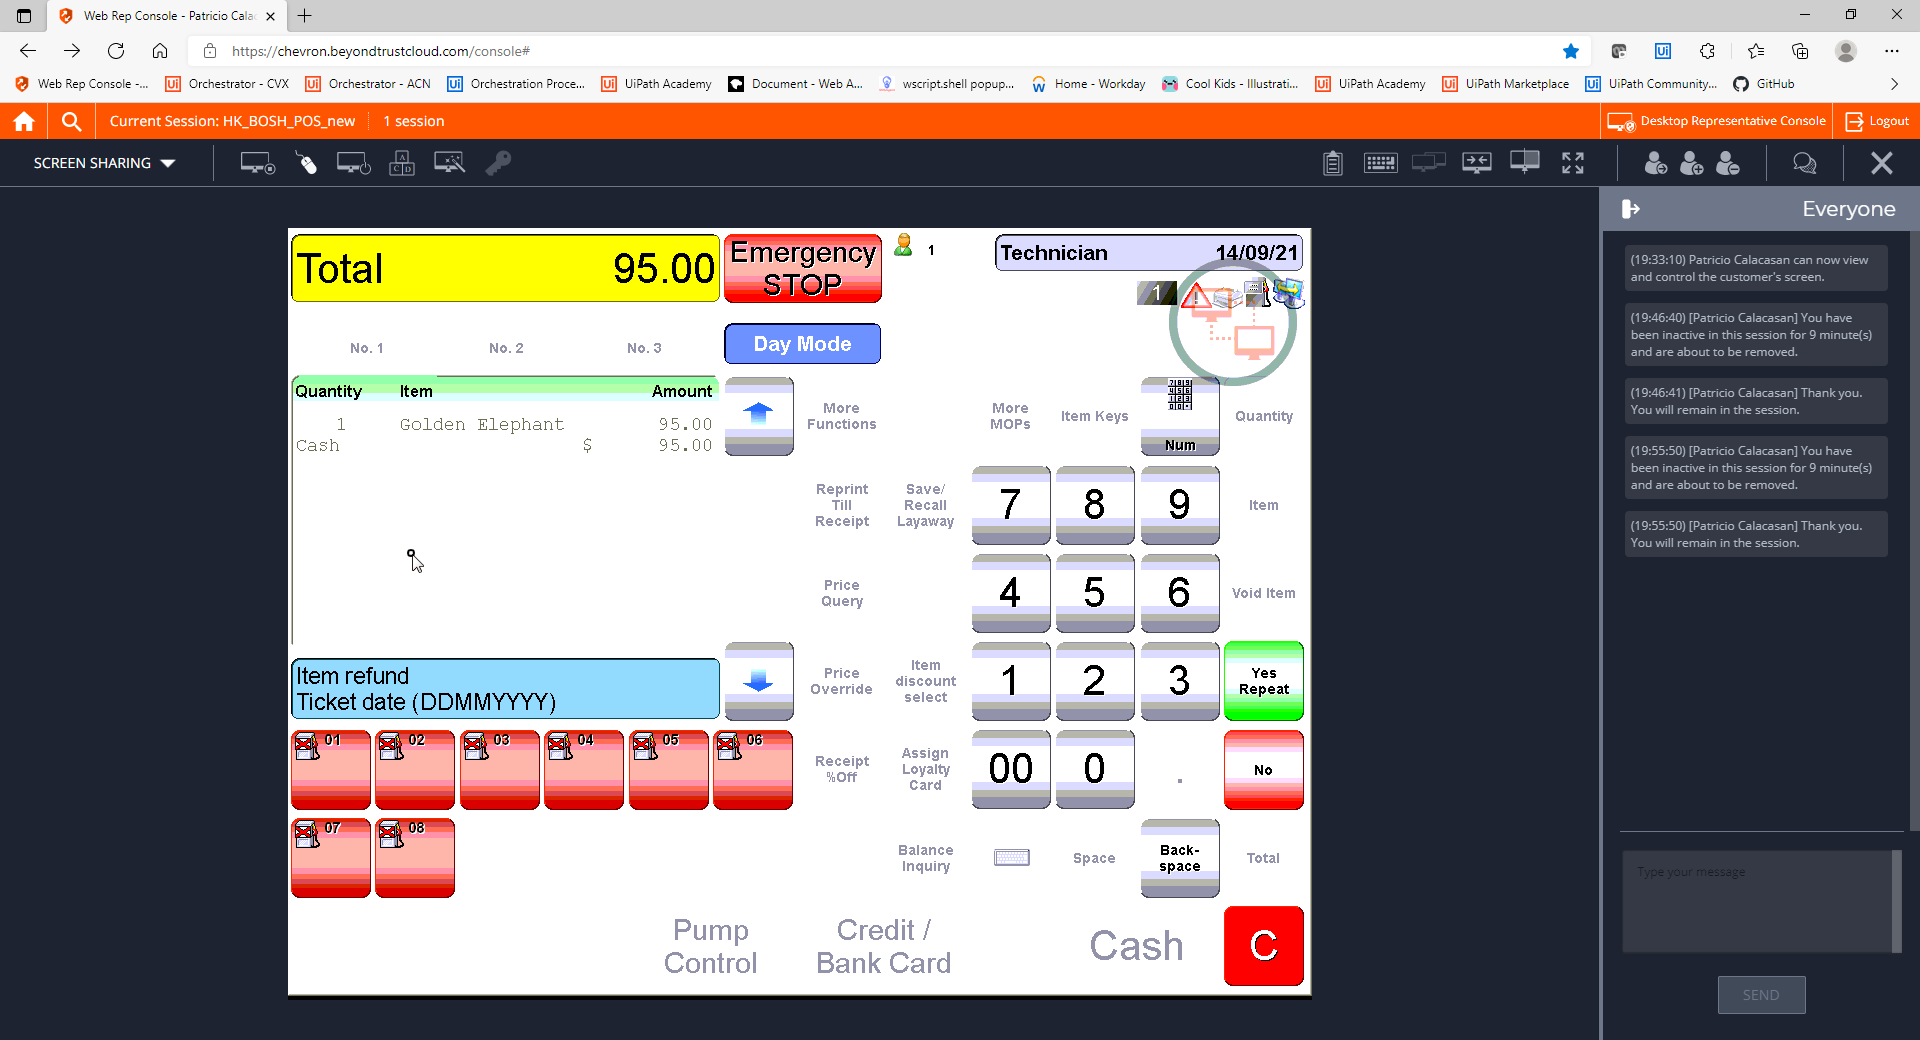 Web Rep Console - Patricio Cala
https://chevron.beyondtrustcloud.com/console#
Web Rep Console -...
Orchestrator - CVX
Orchestrator - ACN
Orchestration Proce...
UiPath Academy
Document - Web A...
wscript.shell popup...
Home - Workday
Cool Kids - Illustrati...
UiPath Academy
UiPath Marketplace
UiPath Community...
GitHub
Current Session: HK_BOSH_POS_new
1 session
Desktop Representative Console
Logout
SCREEN SHARING
Everyone
(19:33:10) Patricio Calacasan can now view
and control the customer's screen.
(19:46:40) [Patricio Calacasan] You have
been inactive in this session for 9 minute(s)
and are about to be removed.
(19:46:41) [Patricio Calacasan] Thank you.
You will remain in the session.
(19:55:50) [Patricio Calacasan] You have
been inactive in this session for 9 minute(s)
and are about to be removed.
(19:55:50) [Patricio Calacasan] Thank you.
You will remain in the session.
Type your message
SEND
Total 95.00
Emergency
STOP
1
Technician 14/09/21
1
No. 1 No. 2 No. 3
Day Mode
Quantity Item Amount
1 Golden Elephant 95.00
Cash $ 95.00
More
Functions
More
MOPs
Item Keys
Num
Quantity
Reprint
Till
Receipt
Save/
Recall
Layaway
7 8 9
Item
Price
Query
4 5 6
Void Item
Item refund
Ticket date (DDMMYYYY)
Price
Override
Item
discount
select
1 2 3
Yes
Repeat
01 02 03 04 05 06
Receipt
%Off
Assign
Loyalty
Card
00 0 .
No
07 08
Balance
Inquiry
Space
Back-
space
Total
Pump
Control
Credit /
Bank Card
Cash
C